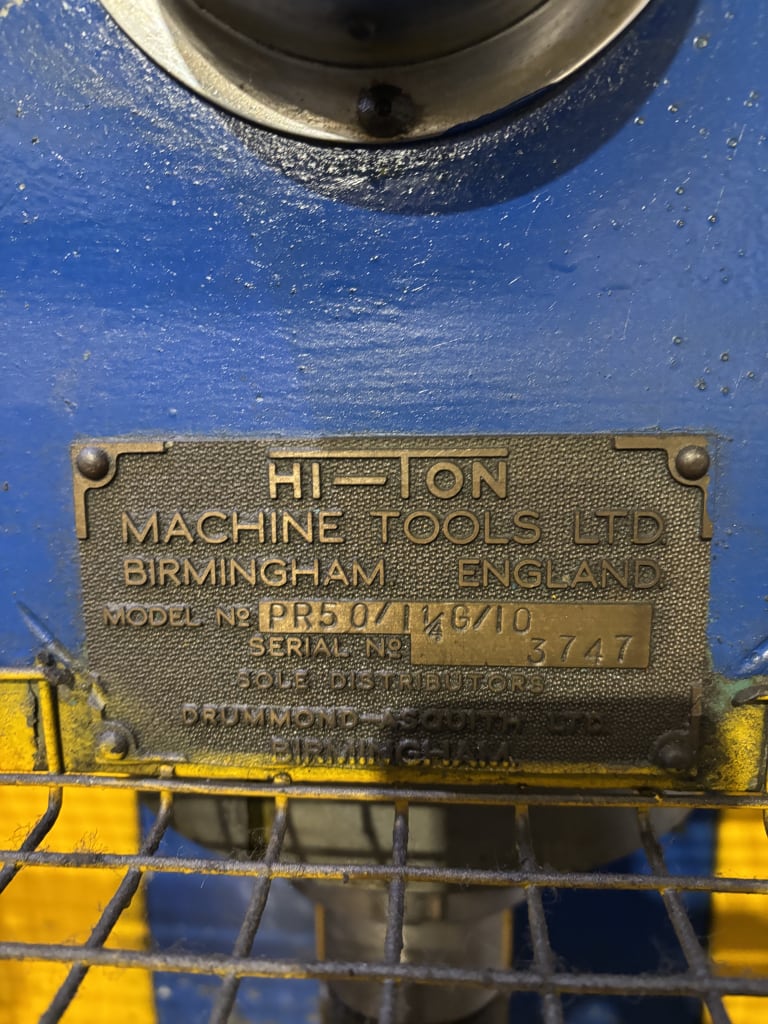 HI-TON
MACHINE TOOLS LTD.
BIRMINGHAM. ENGLAND.
MODEL Nº PR50/1¼G/10
SERIAL Nº 3747
SOLE DISTRIBUTORS
DRUMMOND-ASQUITH LTD.
BIRMINGHAM.